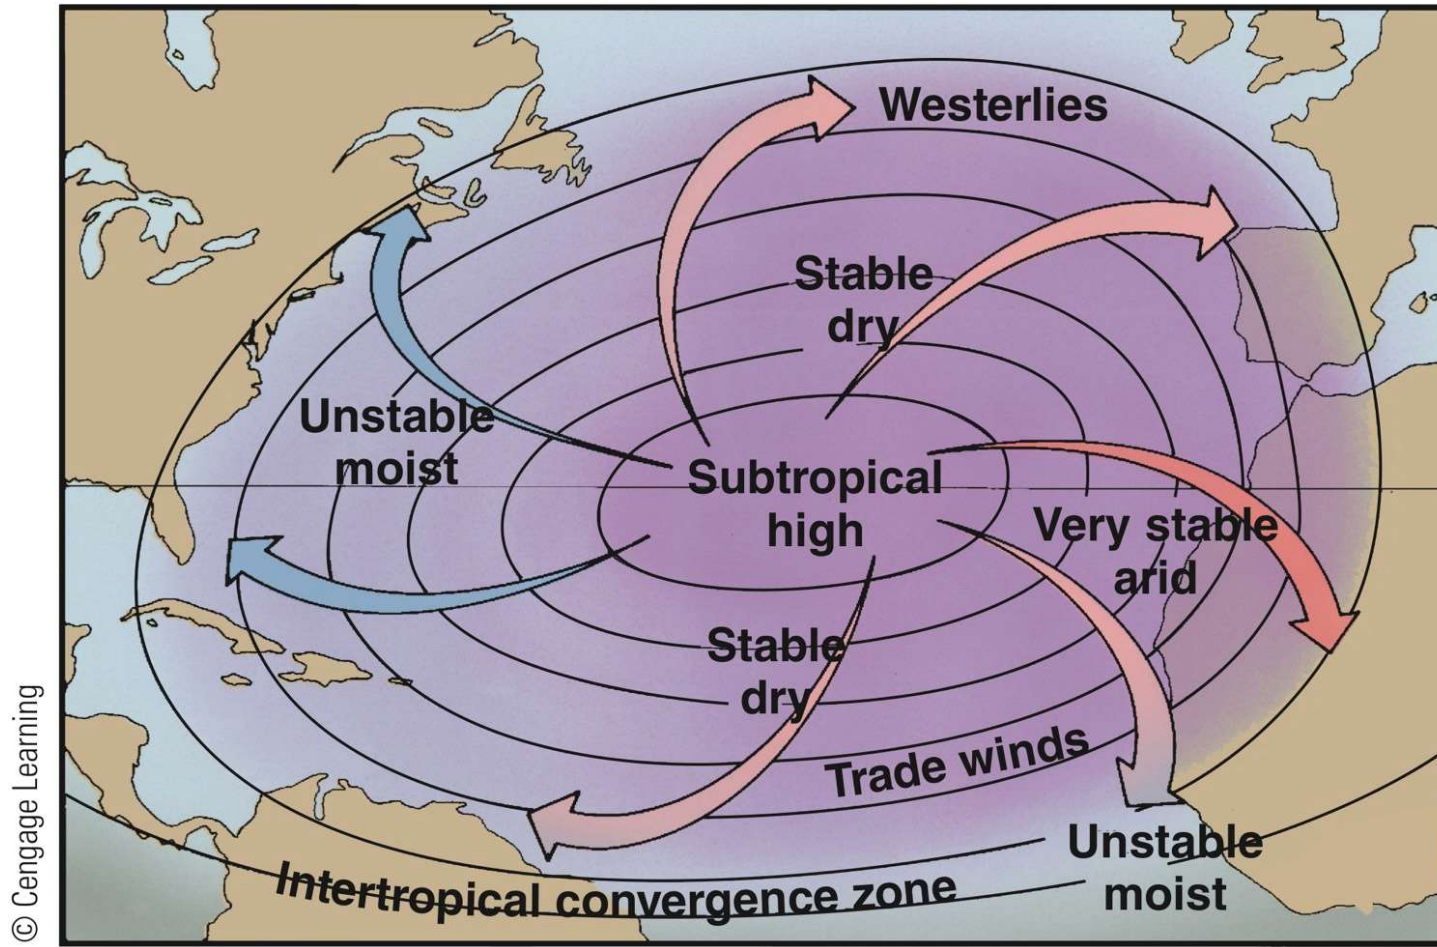 Westerlies
Stable
dry
Unstable
moist
Subtropical
high
Very stable
arid
Stable
dry
Trade winds
Unstable
moist
Intertropical convergence zone
© Cengage Learning